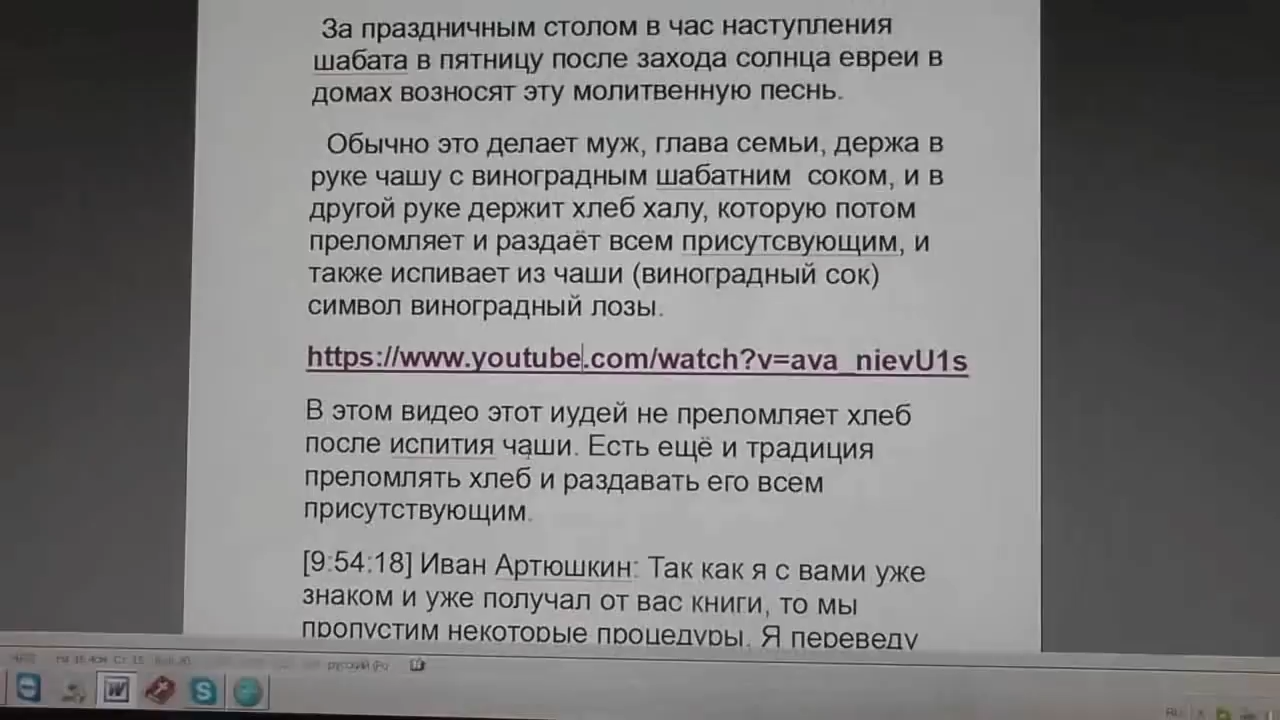 За праздничным столом в час наступления
шабата в пятницу после захода солнца евреи в
домах возносят эту молитвенную песнь.
Обычно это делает муж, глава семьи, держа в
руке чашу с виноградным шабатним соком, и в
другой руке держит хлеб халу, которую потом
преломляет и раздаёт всем присутсвующим, и
также испивает из чаши (виноградный сок)
символ виноградный лозы.
https://www.youtube.com/watch?v=ava_nievU1s
В этом видео этот иудей не преломляет хлеб
после испития чаши. Есть ещё и традиция
преломлять хлеб и раздавать его всем
присутствующим.
[9:54:18] Иван Артюшкин: Так как я с вами уже
знаком и уже получал от вас книги, то мы
пропустим некоторые процедуры. Я переведу
русский (Ро
RU